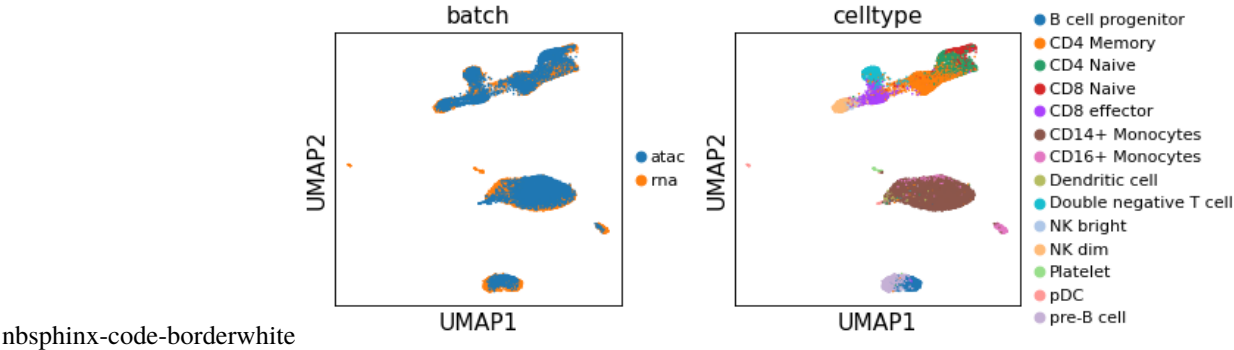 batch
celltype
UMAP2
UMAP1
atac
rna
UMAP2
UMAP1
B cell progenitor
CD4 Memory
CD4 Naive
CD8 Naive
CD8 effector
CD14+ Monocytes
CD16+ Monocytes
Dendritic cell
Double negative T cell
NK bright
NK dim
Platelet
pDC
pre-B cell
nbsphinx-code-borderwhite